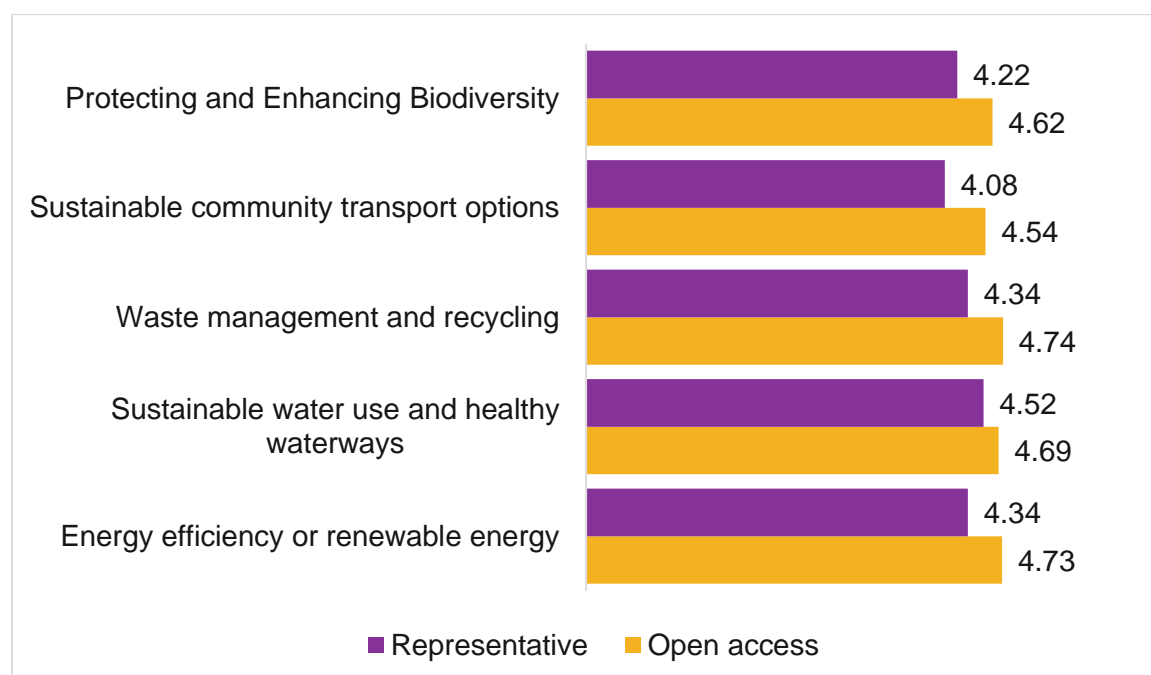 Protecting and Enhancing Biodiversity
4.22
4.62
Sustainable community transport options
4.08
4.54
Waste management and recycling
4.34
4.74
Sustainable water use and healthy
waterways
4.52
4.69
Energy efficiency or renewable energy
4.34
4.73
Representative
Open access